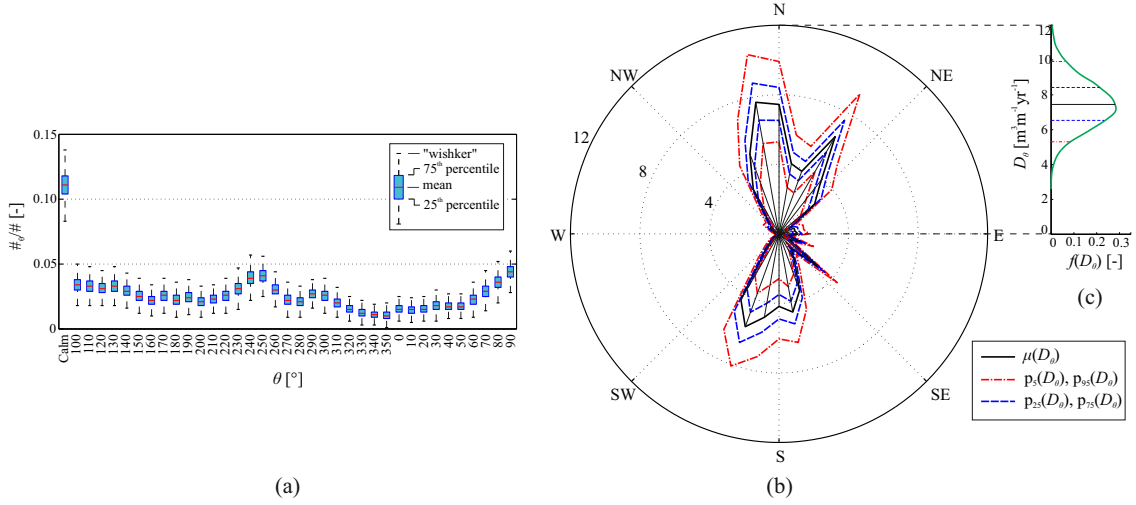 0.15
0.10
0.05
0
#θ/# [-]
"wishker"
75th percentile
mean
25th percentile
Calm 100 110 120 130 140 150 160 170 180 190 200 210 220 230 240 250 260 270 280 290 300 310 320 330 340 350 0 10 20 30 40 50 60 70 80 90
θ [°]
(a)
N
NW NE
12
8
4
W E
SW SE
S
(b)
12
10
8
6
4
2
0
Dθ [m³m⁻¹yr⁻¹]
0 0.1 0.2 0.3
f(Dθ) [-]
(c)
μ(Dθ)
p₅(Dθ), p₉₅(Dθ)
p₂₅(Dθ), p₇₅(Dθ)